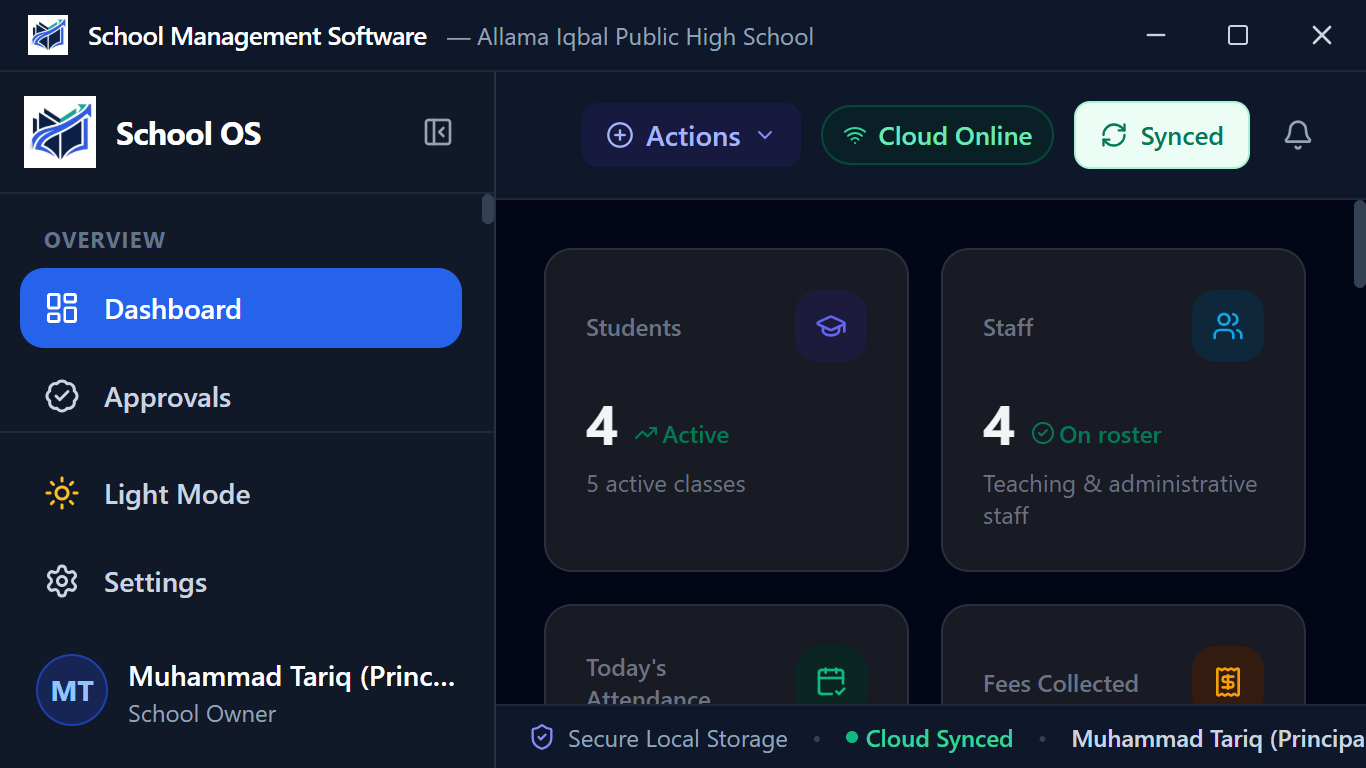 School Management Software — Allama Iqbal Public High School
School OS
Actions
Cloud Online
Synced
OVERVIEW
Dashboard
Approvals
Light Mode
Settings
MT
Muhammad Tariq (Princ...
School Owner
Students
4 Active
5 active classes
Staff
4 On roster
Teaching & administrative
staff
Today's
Attendance
Fees Collected
Secure Local Storage • Cloud Synced • Muhammad Tariq (Principa